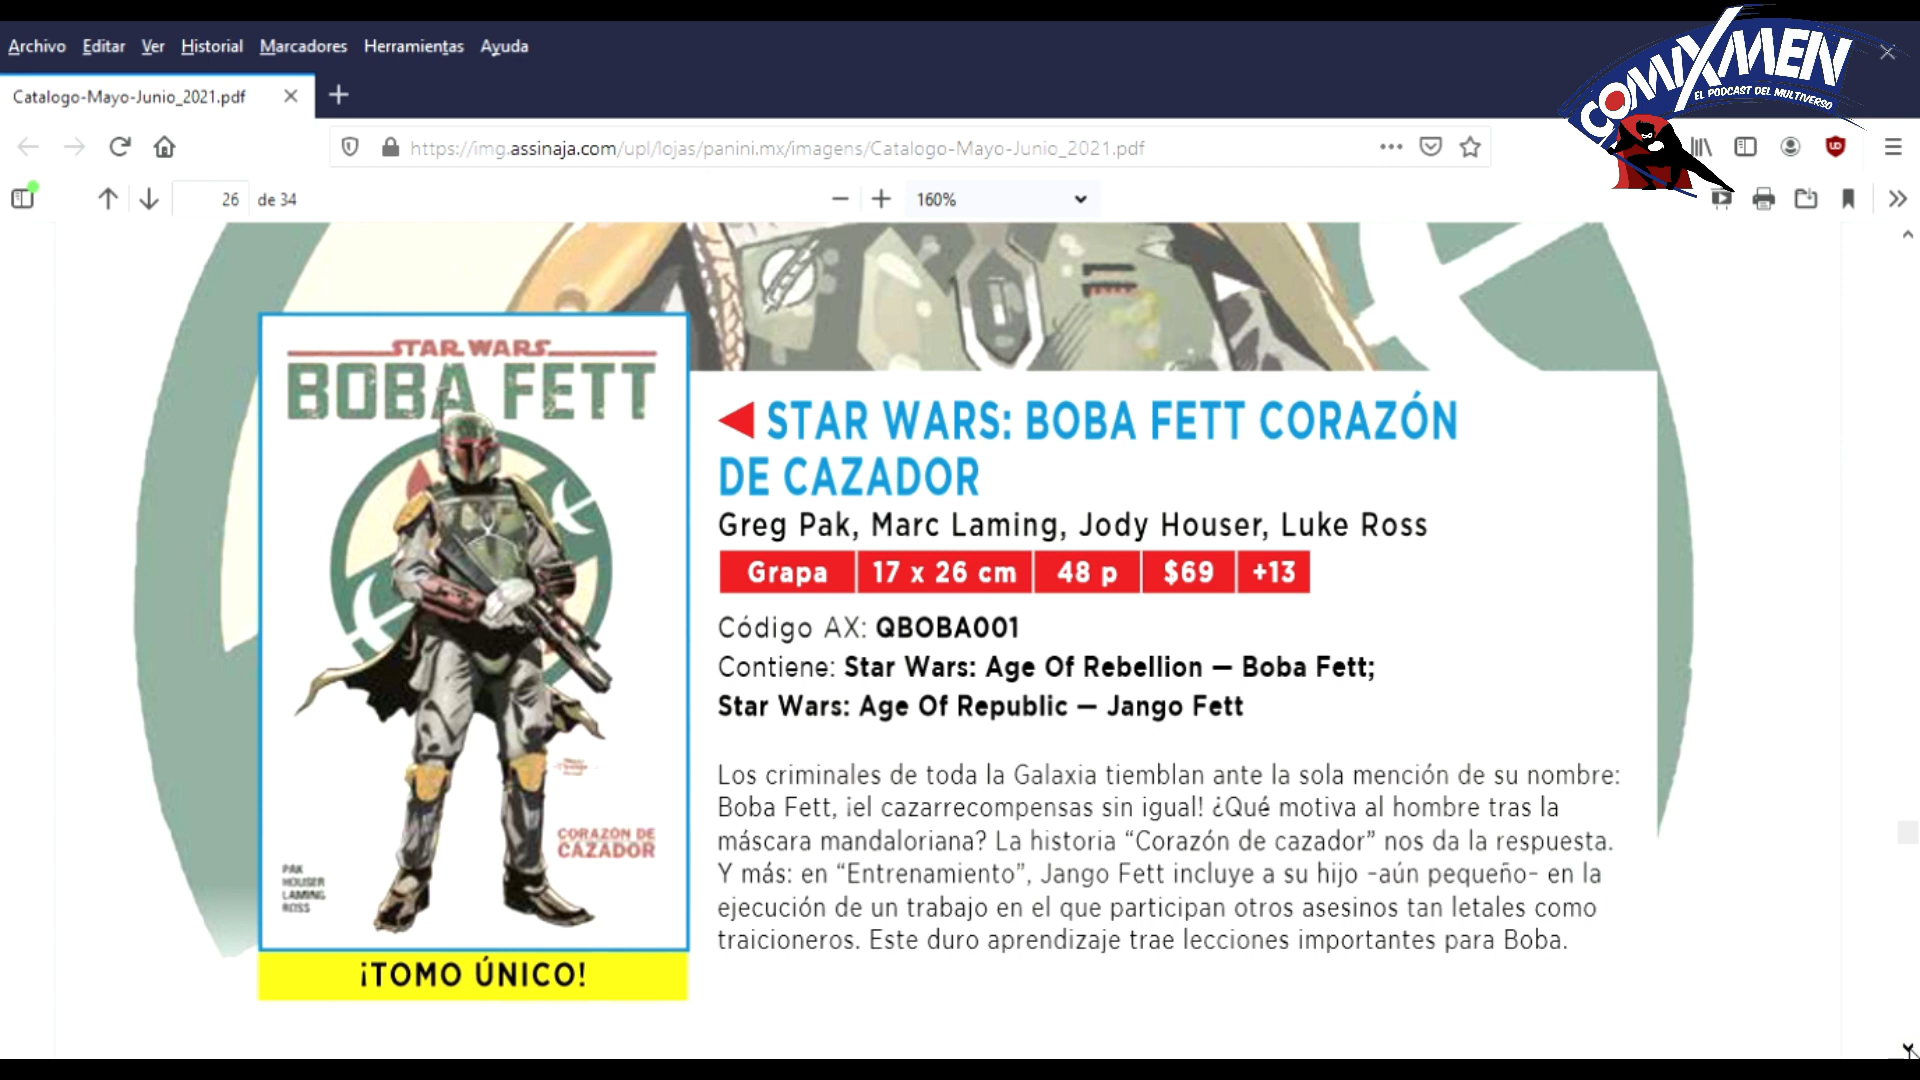 Archivo Editar Ver Historial Marcadores Herramientas Ayuda
COMIXMEN
EL PODCAST DEL MULTIVERSO
Catalogo-Mayo-Junio_2021.pdf
https://img.assinaja.com/upl/lojas/panini.mx/imagens/Catalogo-Mayo-Junio_2021.pdf
26 de 34
160%
STAR WARS
BOBA FETT
CORAZÓN DE
CAZADOR
PAK
HOUSER
LAMING
ROSS
¡TOMO ÚNICO!
STAR WARS: BOBA FETT CORAZÓN
DE CAZADOR
Greg Pak, Marc Laming, Jody Houser, Luke Ross
Grapa 17 x 26 cm 48 p $69 +13
Código AX: QBOBA001
Contiene: Star Wars: Age Of Rebellion — Boba Fett;
Star Wars: Age Of Republic — Jango Fett
Los criminales de toda la Galaxia tiemblan ante la sola mención de su nombre:
Boba Fett, ¡el cazarrecompensas sin igual! ¿Qué motiva al hombre tras la
máscara mandaloriana? La historia “Corazón de cazador” nos da la respuesta.
Y más: en “Entrenamiento”, Jango Fett incluye a su hijo -aún pequeño- en la
ejecución de un trabajo en el que participan otros asesinos tan letales como
traicioneros. Este duro aprendizaje trae lecciones importantes para Boba.